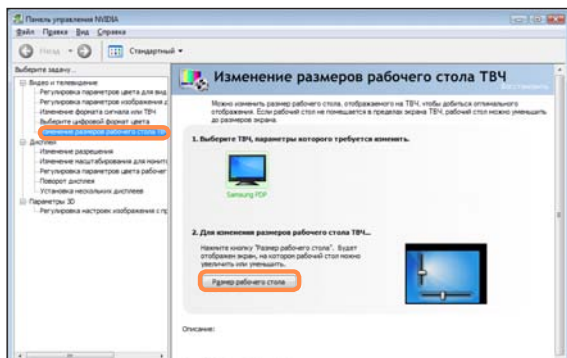 Панель управления NVIDIA
Файл Правка Вид Справка
Назад Стандартный
Выберите задачу...
Видео и телевидение
Регулировка параметров цвета для вид
Регулировка параметров изображения д
Изменение формата сигнала или ТВЧ
Выберите цифровой формат цвета
Изменение размеров рабочего стола ТВ
Дисплей
Изменение разрешения
Изменение масштабирования для монито
Регулировка параметров цвета рабочег
Поворот дисплея
Установка нескольких дисплеев
Параметры 3D
Регулировка настроек изображения с пр
Изменение размеров рабочего стола ТВЧ
Восстановить
Можно изменить размер рабочего стола, отображаемого на ТВЧ, чтобы добиться оптимального
отображения. Если рабочий стол не помещается в пределах экрана ТВЧ, рабочий стол можно уменьшить
до размеров экрана.
1. Выберите ТВЧ, параметры которого требуется изменить.
Samsung PDP
2. Для изменения размеров рабочего стола ТВЧ...
Нажмите кнопку "Размер рабочего стола". Будет
отображен экран, на котором рабочий стол можно
увеличить или уменьшить.
Размер рабочего стола
Описание: